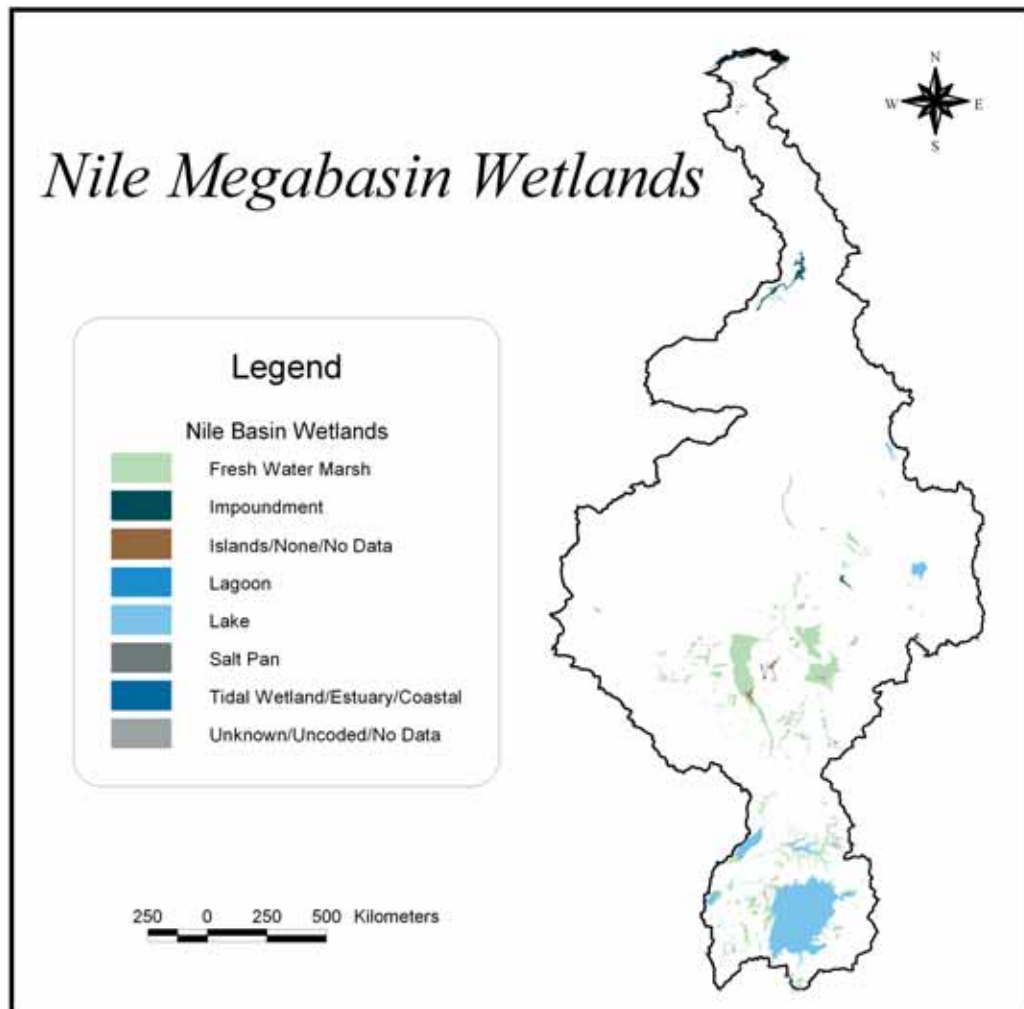 N
W E
S
Nile Megabasin Wetlands
Legend
Nile Basin Wetlands
Fresh Water Marsh
Impoundment
Islands/None/No Data
Lagoon
Lake
Salt Pan
Tidal Wetland/Estuary/Coastal
Unknown/Uncoded/No Data
250 0 250 500 Kilometers